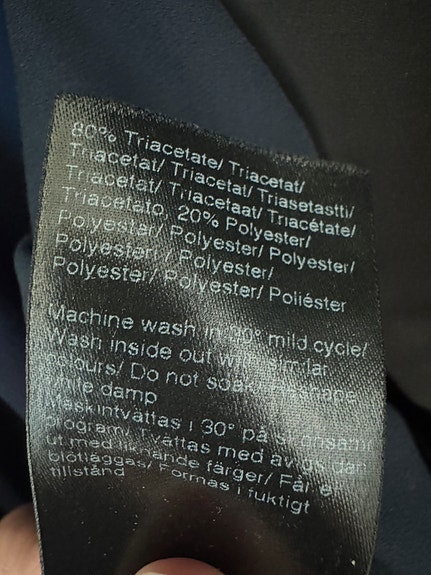 80% Triacetate/ Triacetat/
Triacetat/ Triacetat/ Triasetastti/
Triacetat/ Triacetaat/ Triacétate/
Triacetato, 20% Polyester/
Polyester/ Polyester/ Polyester/
Polyester/ Polyester/
Polyester/ Polyester/ Poliéster
Machine wash in 30° mild cycle/
Wash inside out with similar
colours/ Do not soak/ Reshape
while damp
Maskintvättas i 30° på skonsamt
program/ Tvättas med avigsidan
ut med liknande färger/ Får ej
blötläggas/ Formas i fuktigt
tillstånd